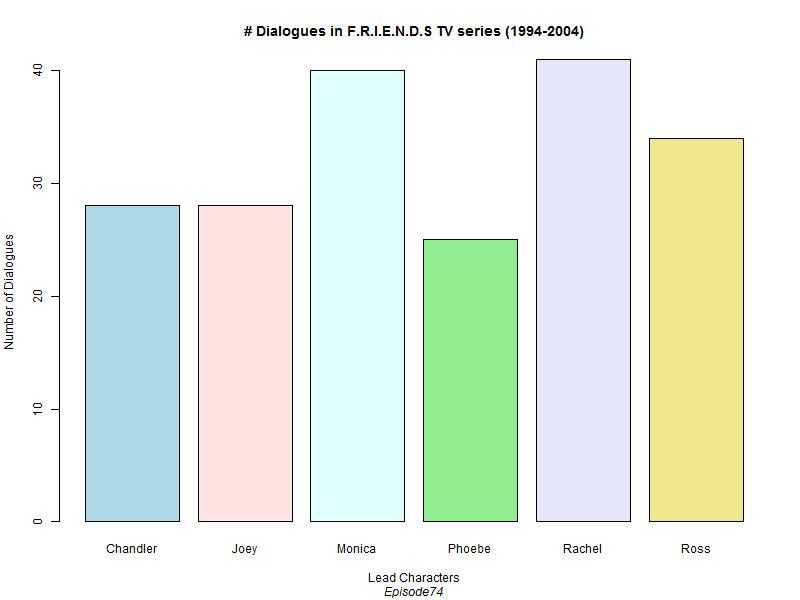 # Dialogues in F.R.I.E.N.D.S TV series (1994-2004)
Number of Dialogues
40
30
20
10
0
Chandler Joey Monica Phoebe Rachel Ross
Lead Characters
Episode74